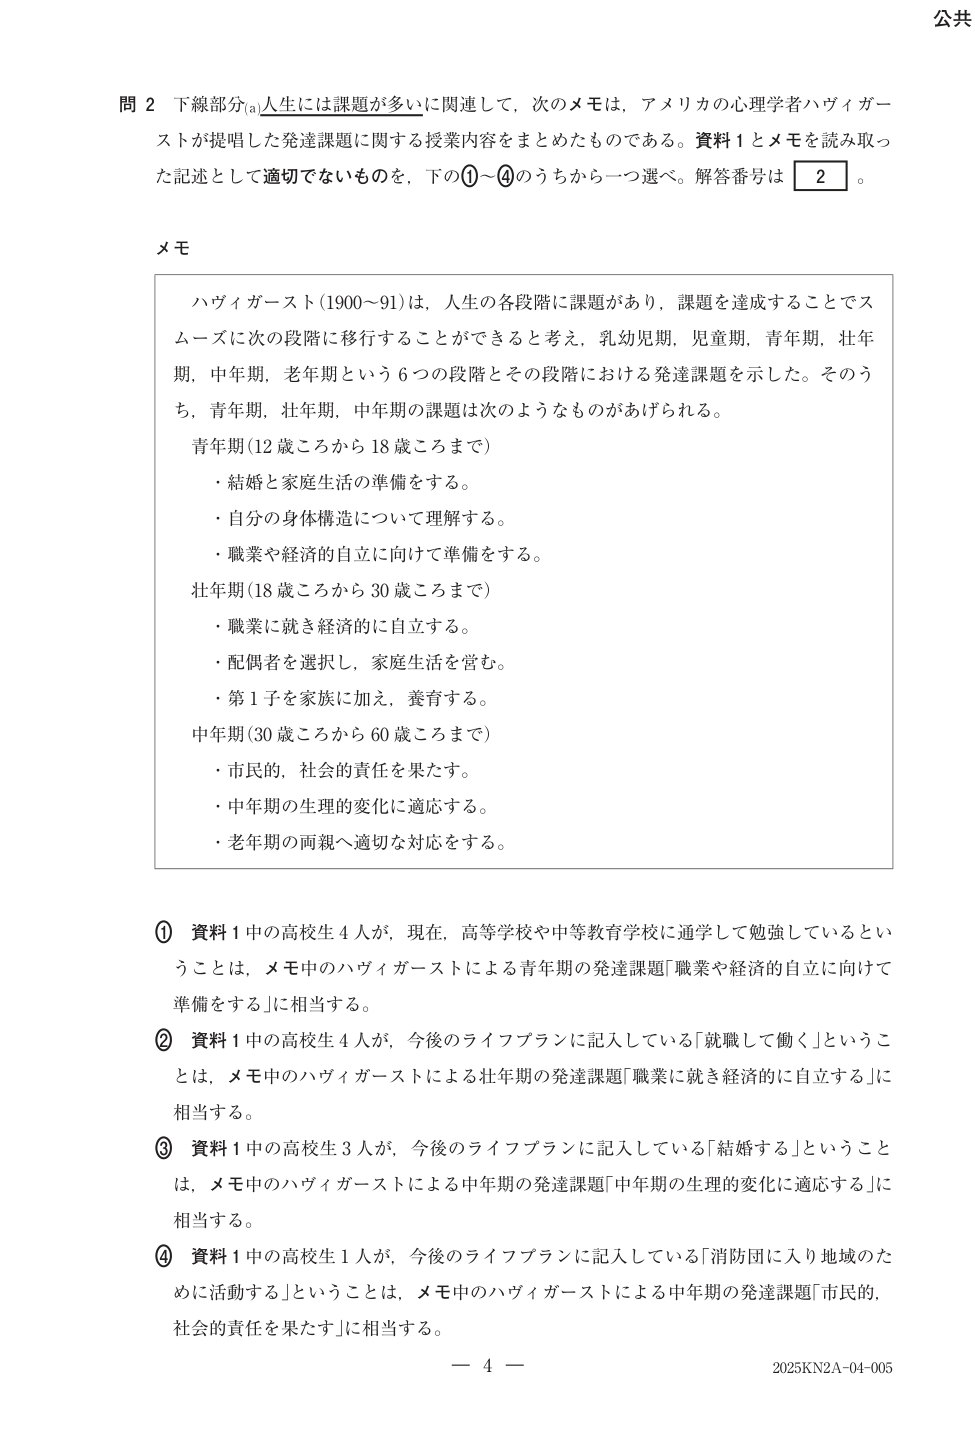 公共
問 2 下線部分(a)人生には課題が多いに関連して，次のメモは，アメリカの心理学者ハヴィガー
ストが提唱した発達課題に関する授業内容をまとめたものである。資料1とメモを読み取っ
た記述として適切でないものを，下の①～④のうちから一つ選べ。解答番号は 2 。
メモ
ハヴィガースト(1900～91)は，人生の各段階に課題があり，課題を達成することでス
ムーズに次の段階に移行することができると考え，乳幼児期，児童期，青年期，壮年
期，中年期，老年期という6つの段階とその段階における発達課題を示した。そのう
ち，青年期，壮年期，中年期の課題は次のようなものがあげられる。
青年期(12歳ころから18歳ころまで)
・結婚と家庭生活の準備をする。
・自分の身体構造について理解する。
・職業や経済的自立に向けて準備をする。
壮年期(18歳ころから30歳ころまで)
・職業に就き経済的に自立する。
・配偶者を選択し，家庭生活を営む。
・第1子を家族に加え，養育する。
中年期(30歳ころから60歳ころまで)
・市民的，社会的責任を果たす。
・中年期の生理的変化に適応する。
・老年期の両親へ適切な対応をする。
① 資料1中の高校生4人が，現在，高等学校や中等教育学校に通学して勉強しているとい
うことは，メモ中のハヴィガーストによる青年期の発達課題「職業や経済的自立に向けて
準備をする」に相当する。
② 資料1中の高校生4人が，今後のライフプランに記入している「就職して働く」というこ
とは，メモ中のハヴィガーストによる壮年期の発達課題「職業に就き経済的に自立する」に
相当する。
③ 資料1中の高校生3人が，今後のライフプランに記入している「結婚する」ということ
は，メモ中のハヴィガーストによる中年期の発達課題「中年期の生理的変化に適応する」に
相当する。
④ 資料1中の高校生1人が，今後のライフプランに記入している「消防団に入り地域のた
めに活動する」ということは，メモ中のハヴィガーストによる中年期の発達課題「市民的，
社会的責任を果たす」に相当する。
— 4 —
2025KN2A-04-005